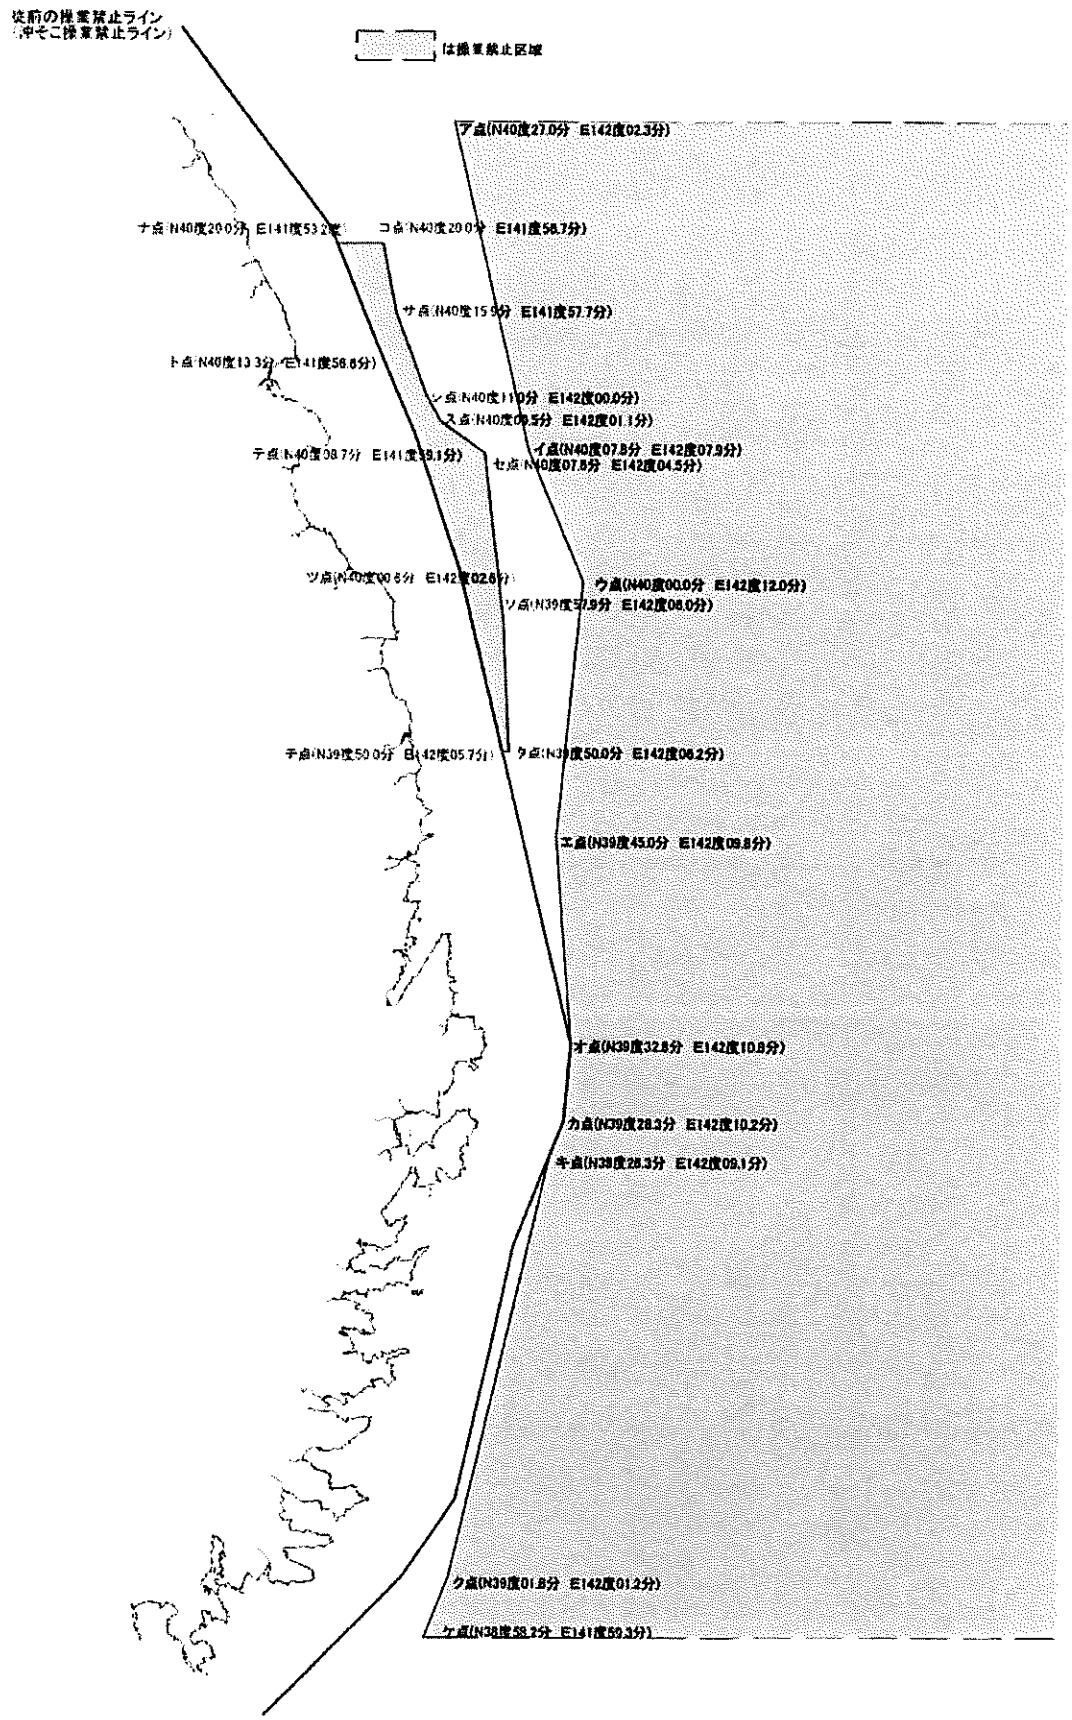 従前の操業禁止ライン
(沖そこ操業禁止ライン)
は操業禁止区域
ア点(N40度27.0分 E142度02.3分)
ナ点(N40度20.0分 E141度53.2度)
コ点(N40度20.0分 E141度56.7分)
サ点(N40度15.9分 E141度57.7分)
ト点(N40度13.3分 E141度56.6分)
シ点(N40度11.0分 E142度00.0分)
ス点(N40度09.5分 E142度01.1分)
イ点(N40度07.8分 E142度07.9分)
テ点(N40度08.7分 E141度59.1分)
セ点(N40度07.8分 E142度04.5分)
ツ点(N40度00.6分 E142度02.6分)
ウ点(N40度00.0分 E142度12.0分)
ソ点(N39度57.9分 E142度06.0分)
チ点(N39度50.0分 E142度05.7分)
タ点(N39度50.0分 E142度06.2分)
エ点(N39度45.0分 E142度09.8分)
オ点(N39度32.8分 E142度10.8分)
カ点(N39度28.3分 E142度10.2分)
キ点(N39度26.3分 E142度09.1分)
ク点(N39度01.8分 E142度01.2分)
ケ点(N38度58.2分 E141度59.3分)